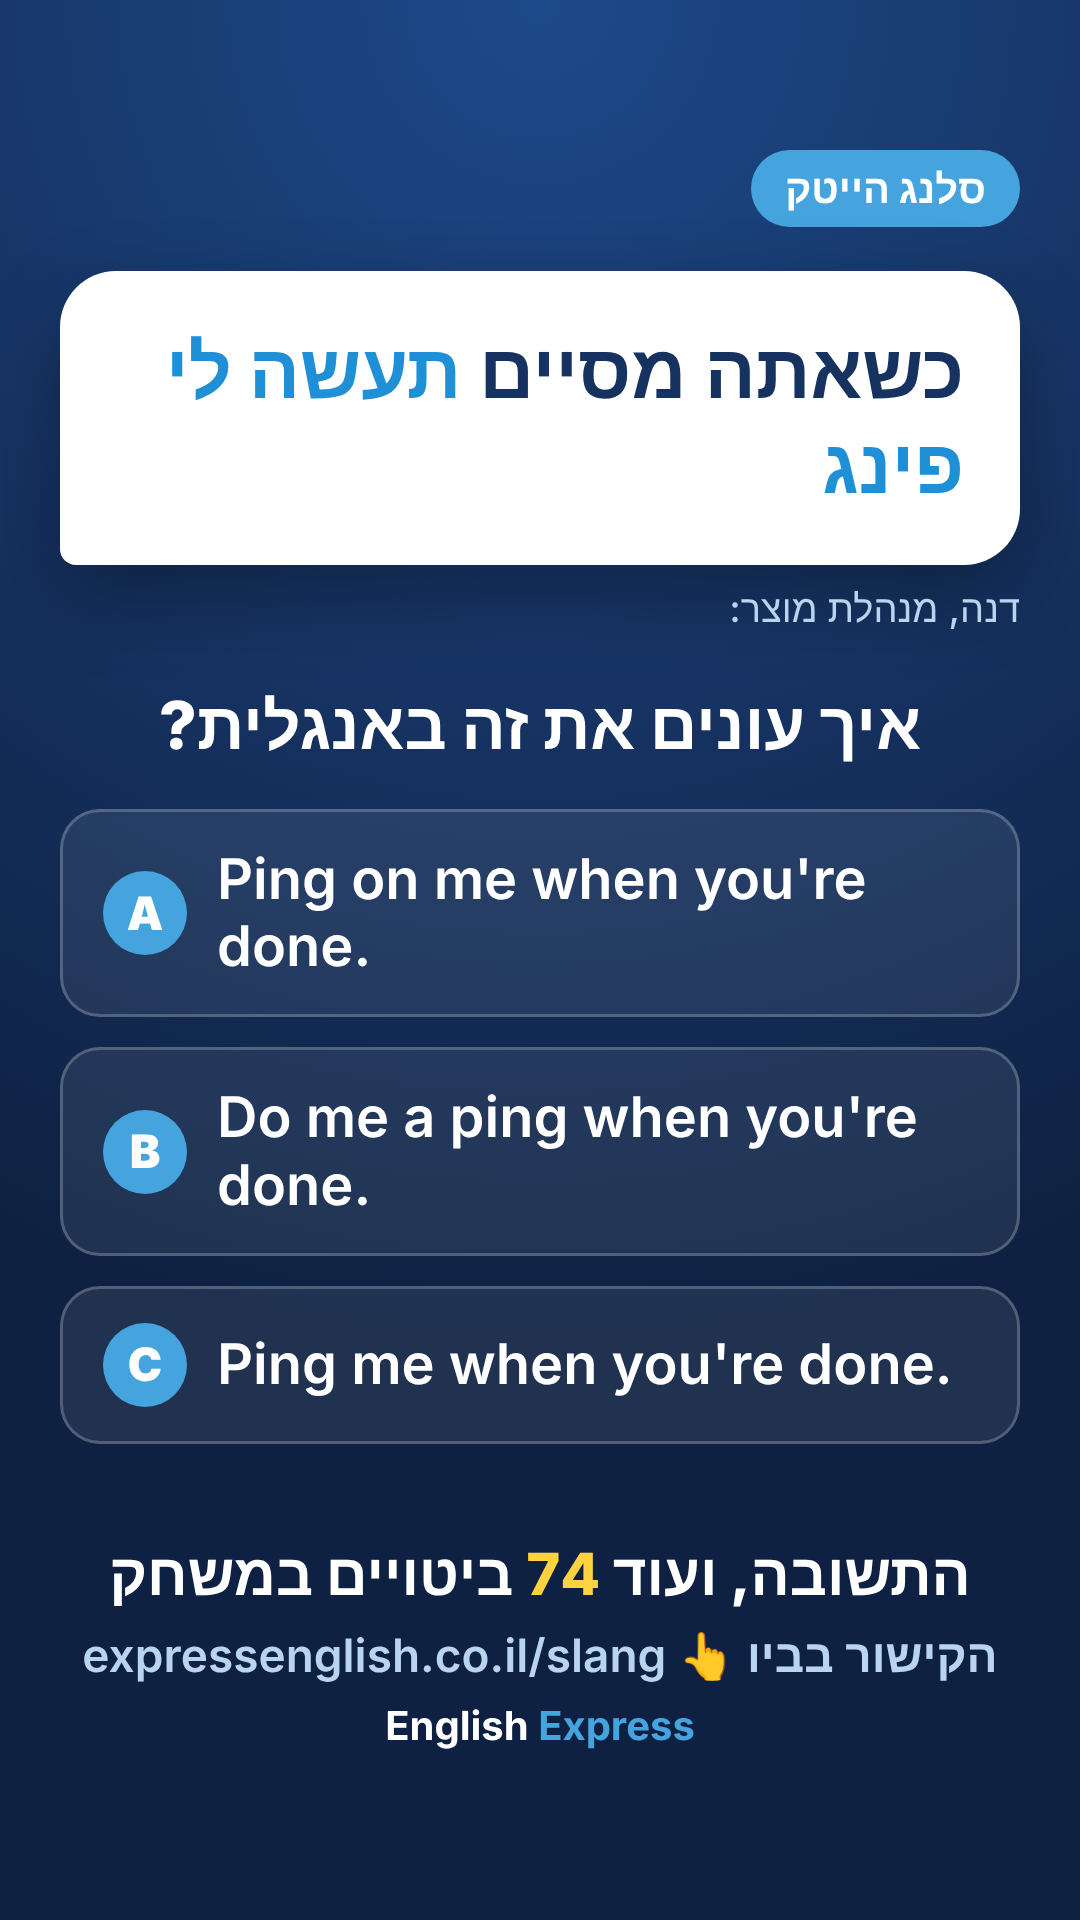 סלנג הייטק
כשאתה מסיים תעשה לי
פינג
דנה, מנהלת מוצר:
איך עונים את זה באנגלית?
A Ping on me when you're
done.
B Do me a ping when you're
done.
C Ping me when you're done.
התשובה, ועוד 74 ביטויים במשחק
הקישור בביו 👆 expressenglish.co.il/slang
English Express